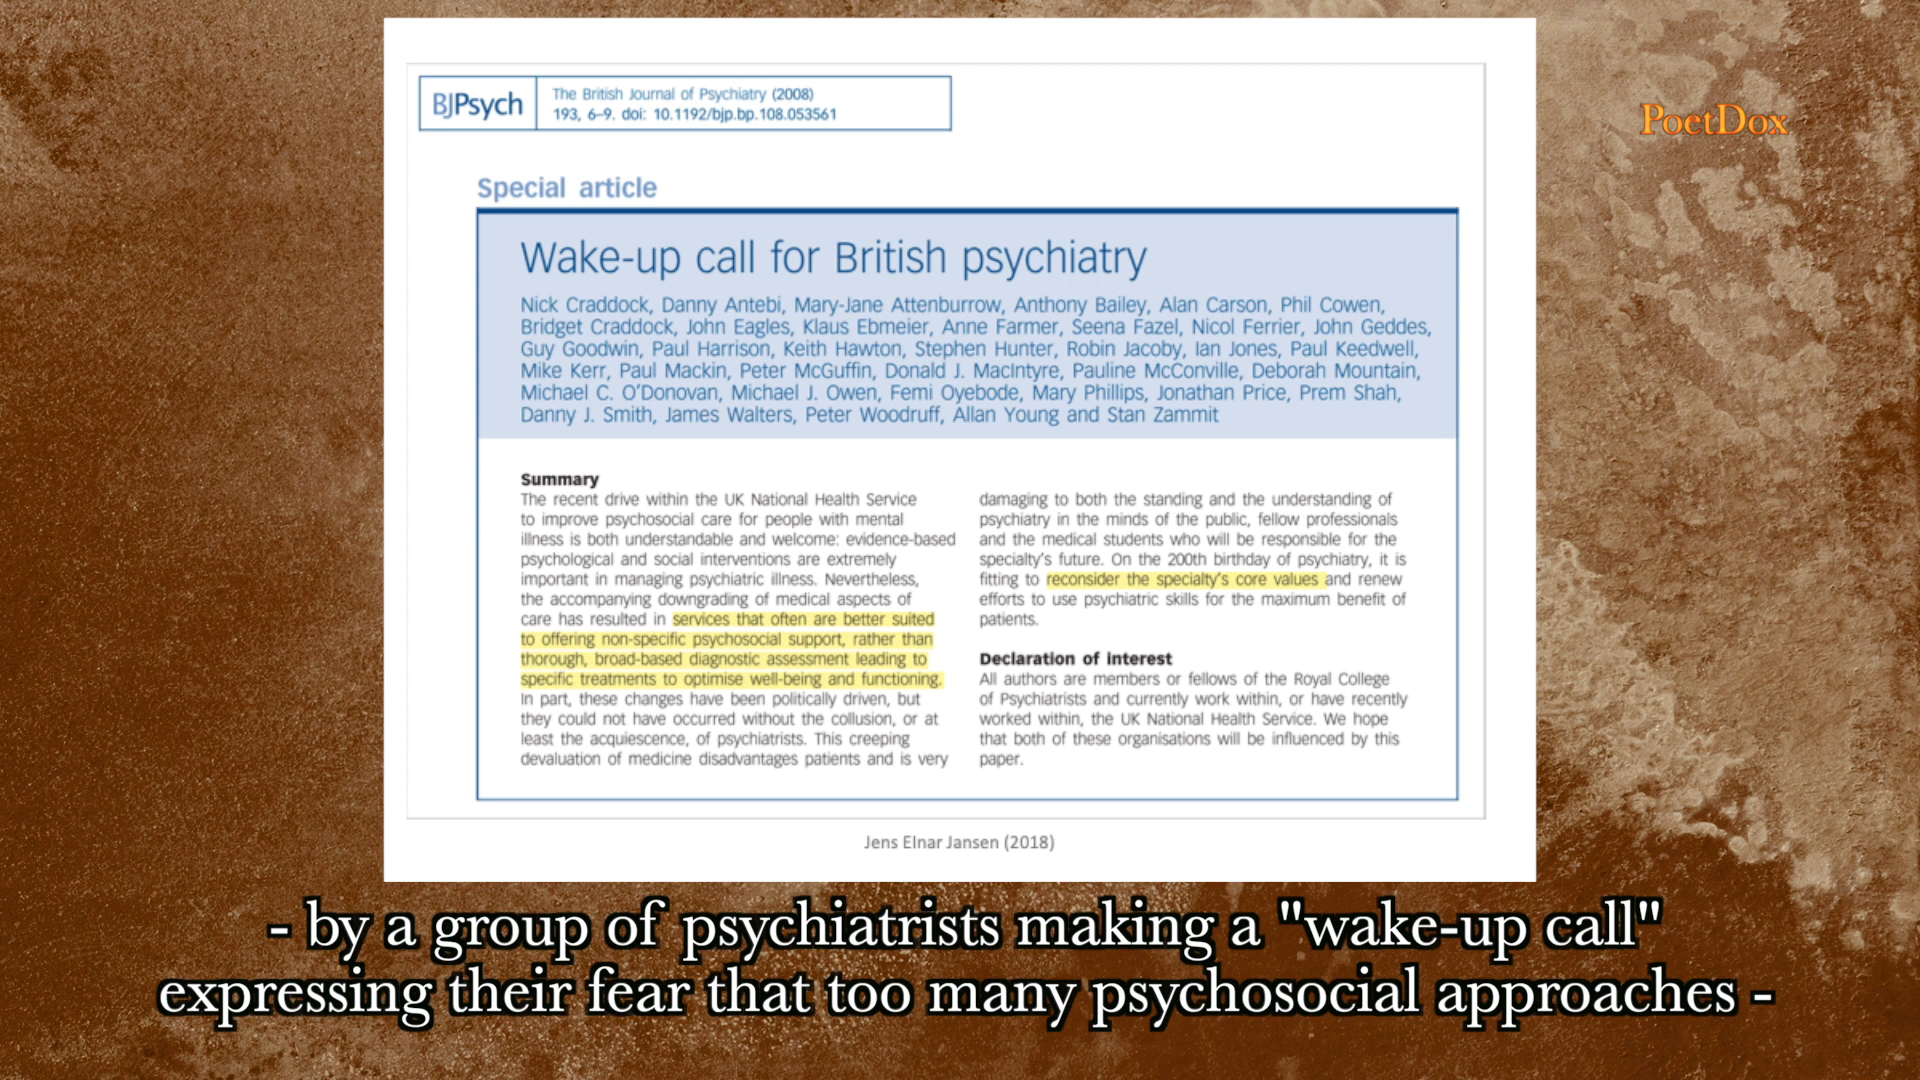 BJPsych
The British Journal of Psychiatry (2008)
193, 6–9. doi: 10.1192/bjp.bp.108.053561
PoetDox
Special article
Wake-up call for British psychiatry
Nick Craddock, Danny Antebi, Mary-Jane Attenburrow, Anthony Bailey, Alan Carson, Phil Cowen,
Bridget Craddock, John Eagles, Klaus Ebmeier, Anne Farmer, Seena Fazel, Nicol Ferrier, John Geddes,
Guy Goodwin, Paul Harrison, Keith Hawton, Stephen Hunter, Robin Jacoby, Ian Jones, Paul Keedwell,
Mike Kerr, Paul Mackin, Peter McGuffin, Donald J. MacIntyre, Pauline McConville, Deborah Mountain,
Michael C. O'Donovan, Michael J. Owen, Femi Oyebode, Mary Phillips, Jonathan Price, Prem Shah,
Danny J. Smith, James Walters, Peter Woodruff, Allan Young and Stan Zammit
Summary
The recent drive within the UK National Health Service
to improve psychosocial care for people with mental
illness is both understandable and welcome: evidence-based
psychological and social interventions are extremely
important in managing psychiatric illness. Nevertheless,
the accompanying downgrading of medical aspects of
care has resulted in services that often are better suited
to offering non-specific psychosocial support, rather than
thorough, broad-based diagnostic assessment leading to
specific treatments to optimise well-being and functioning.
In part, these changes have been politically driven, but
they could not have occurred without the collusion, or at
least the acquiescence, of psychiatrists. This creeping
devaluation of medicine disadvantages patients and is very
damaging to both the standing and the understanding of
psychiatry in the minds of the public, fellow professionals
and the medical students who will be responsible for the
specialty's future. On the 200th birthday of psychiatry, it is
fitting to reconsider the specialty's core values and renew
efforts to use psychiatric skills for the maximum benefit of
patients.
Declaration of interest
All authors are members or fellows of the Royal College
of Psychiatrists and currently work within, or have recently
worked within, the UK National Health Service. We hope
that both of these organisations will be influenced by this
paper.
Jens Elnar Jansen (2018)
- by a group of psychiatrists making a "wake-up call"
expressing their fear that too many psychosocial approaches -